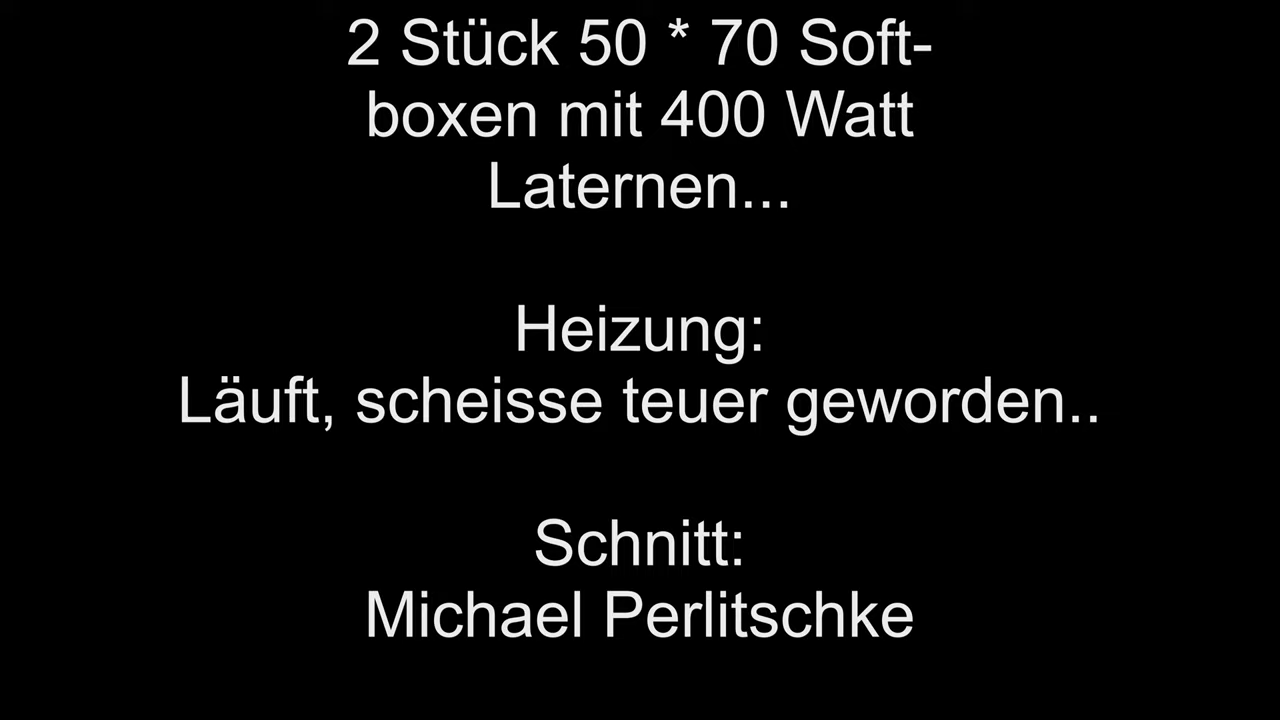 2 Stück 50 * 70 Soft-
boxen mit 400 Watt
Laternen...
Heizung:
Läuft, scheisse teuer geworden..
Schnitt:
Michael Perlitschke